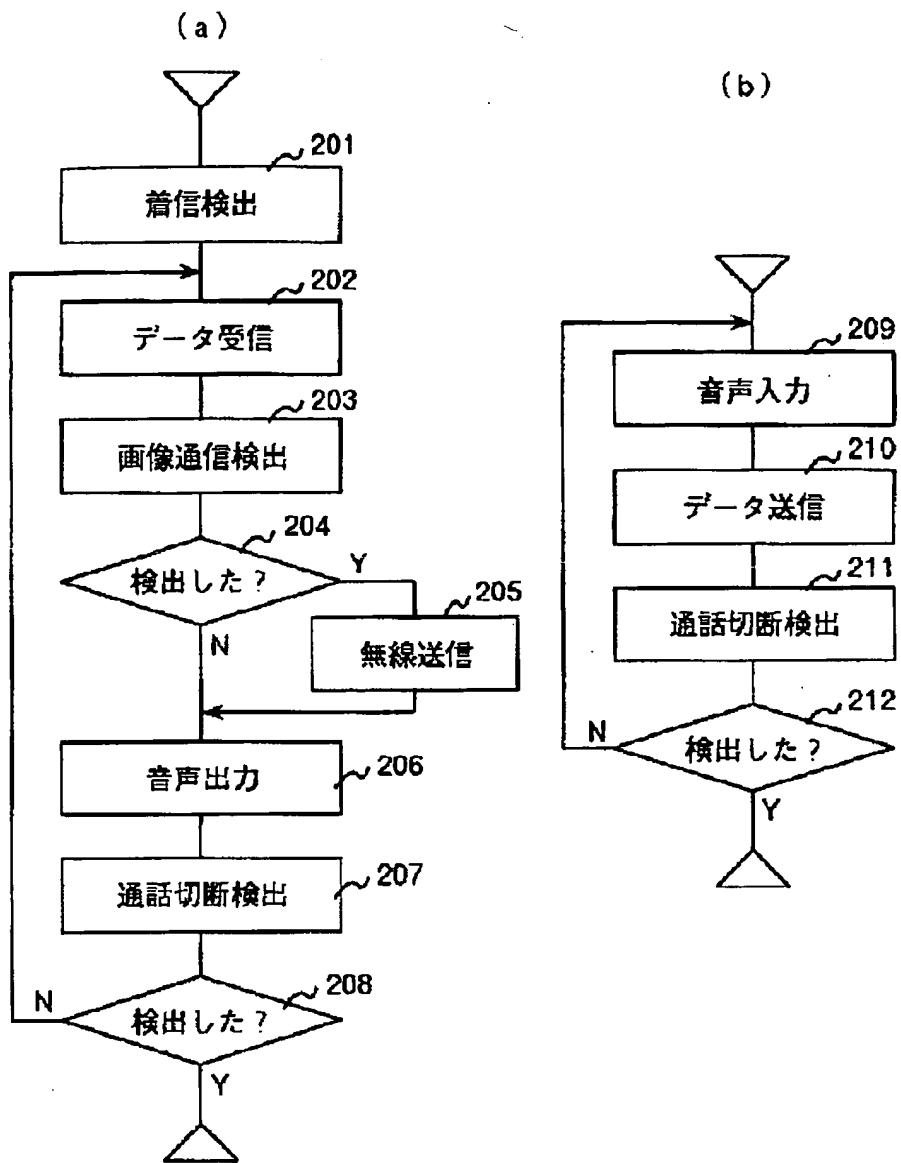 (a)
201
着信検出
202
データ受信
203
画像通信検出
204
検出した?
Y
N
205
無線送信
音声出力
206
通話切断検出
207
208
検出した?
N
Y
(b)
209
音声入力
210
データ送信
211
通話切断検出
212
検出した?
N
Y